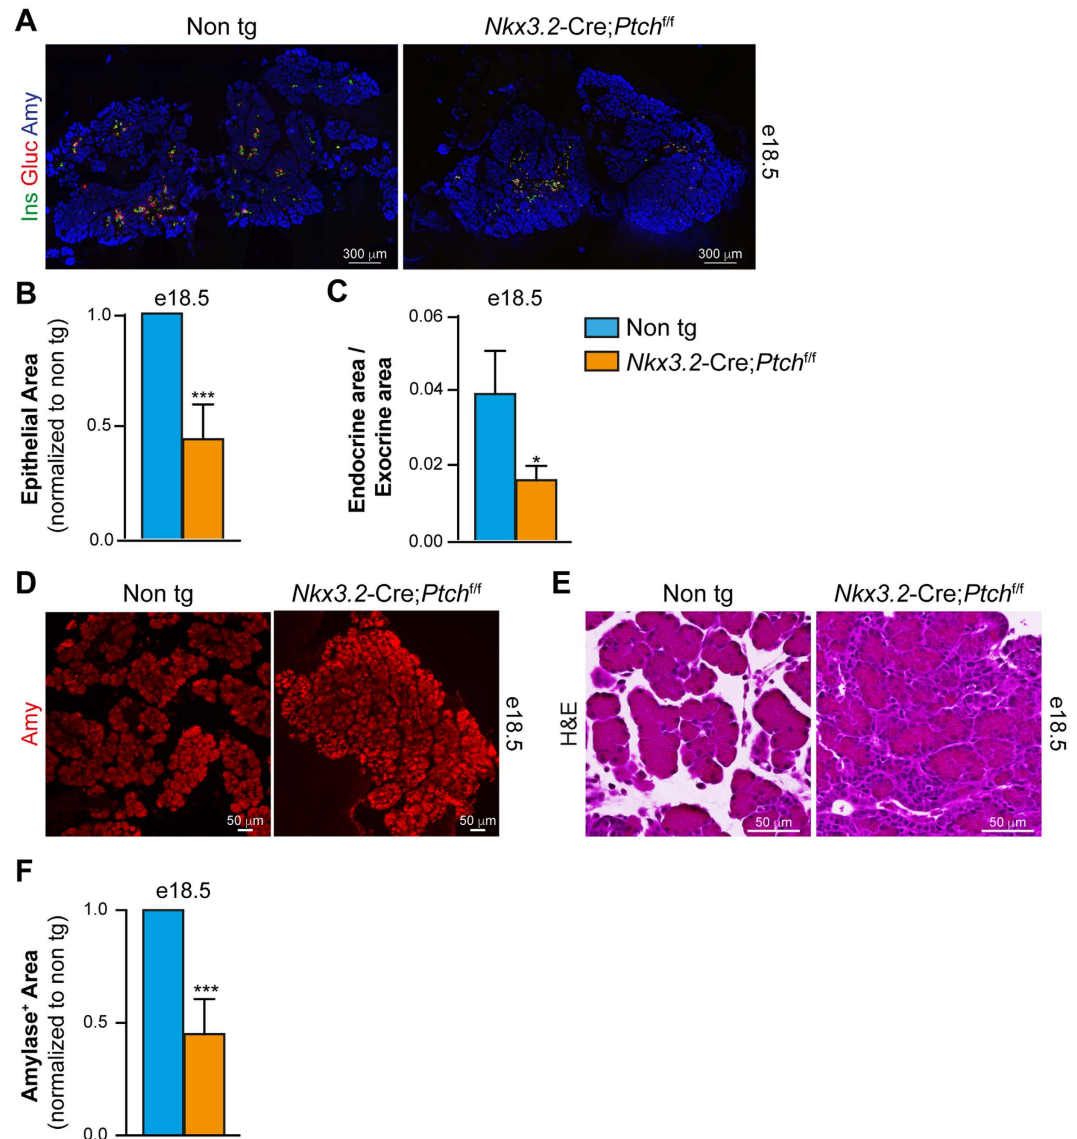 A
Non tg
Nkx3.2-Cre;Ptch^f/f
Ins Gluc Amy
e18.5
300 µm
300 µm
B
e18.5
Epithelial Area
(normalized to non tg)
1.0
0.5
0.0
***
C
e18.5
Endocrine area /
Exocrine area
0.06
0.04
0.02
0.00
*
Non tg
Nkx3.2-Cre;Ptch^f/f
D
Non tg
Nkx3.2-Cre;Ptch^f/f
Amy
e18.5
50 µm
50 µm
E
Non tg
Nkx3.2-Cre;Ptch^f/f
H&E
e18.5
50 µm
50 µm
F
e18.5
Amylase⁺ Area
(normalized to non tg)
1.0
0.5
0.0
***